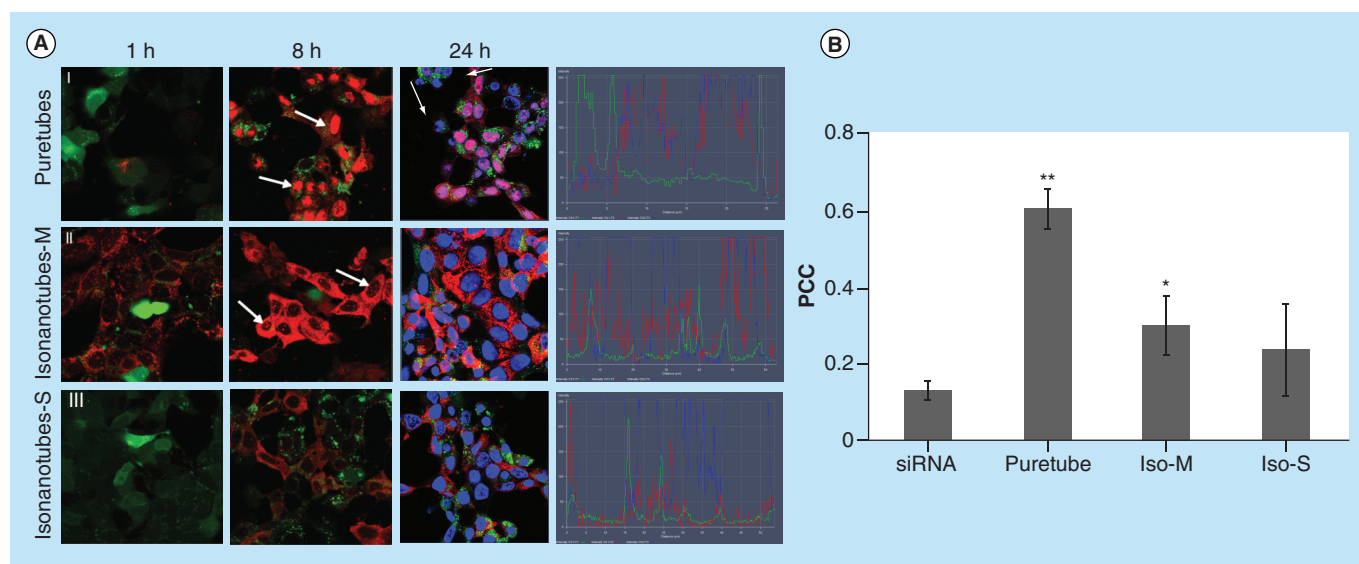 A
1 h 8 h 24 h
Puretubes
I
Isonanotubes-M
II
Isonanotubes-S
III
B
PCC
0.8
0.6
0.4
0.2
0
**
*
siRNA Puretube Iso-M Iso-S